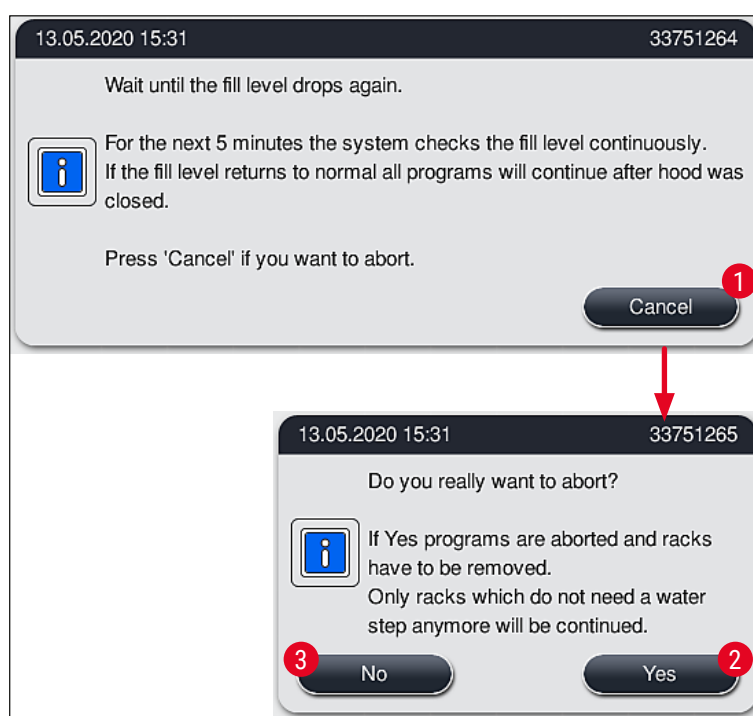 13.05.2020 15:31 33751264
Wait until the fill level drops again.
For the next 5 minutes the system checks the fill level continuously.
If the fill level returns to normal all programs will continue after hood was
closed.
Press 'Cancel' if you want to abort.
1
Cancel
13.05.2020 15:31 33751265
Do you really want to abort?
If Yes programs are aborted and racks
have to be removed.
Only racks which do not need a water
step anymore will be continued.
3 2
No Yes